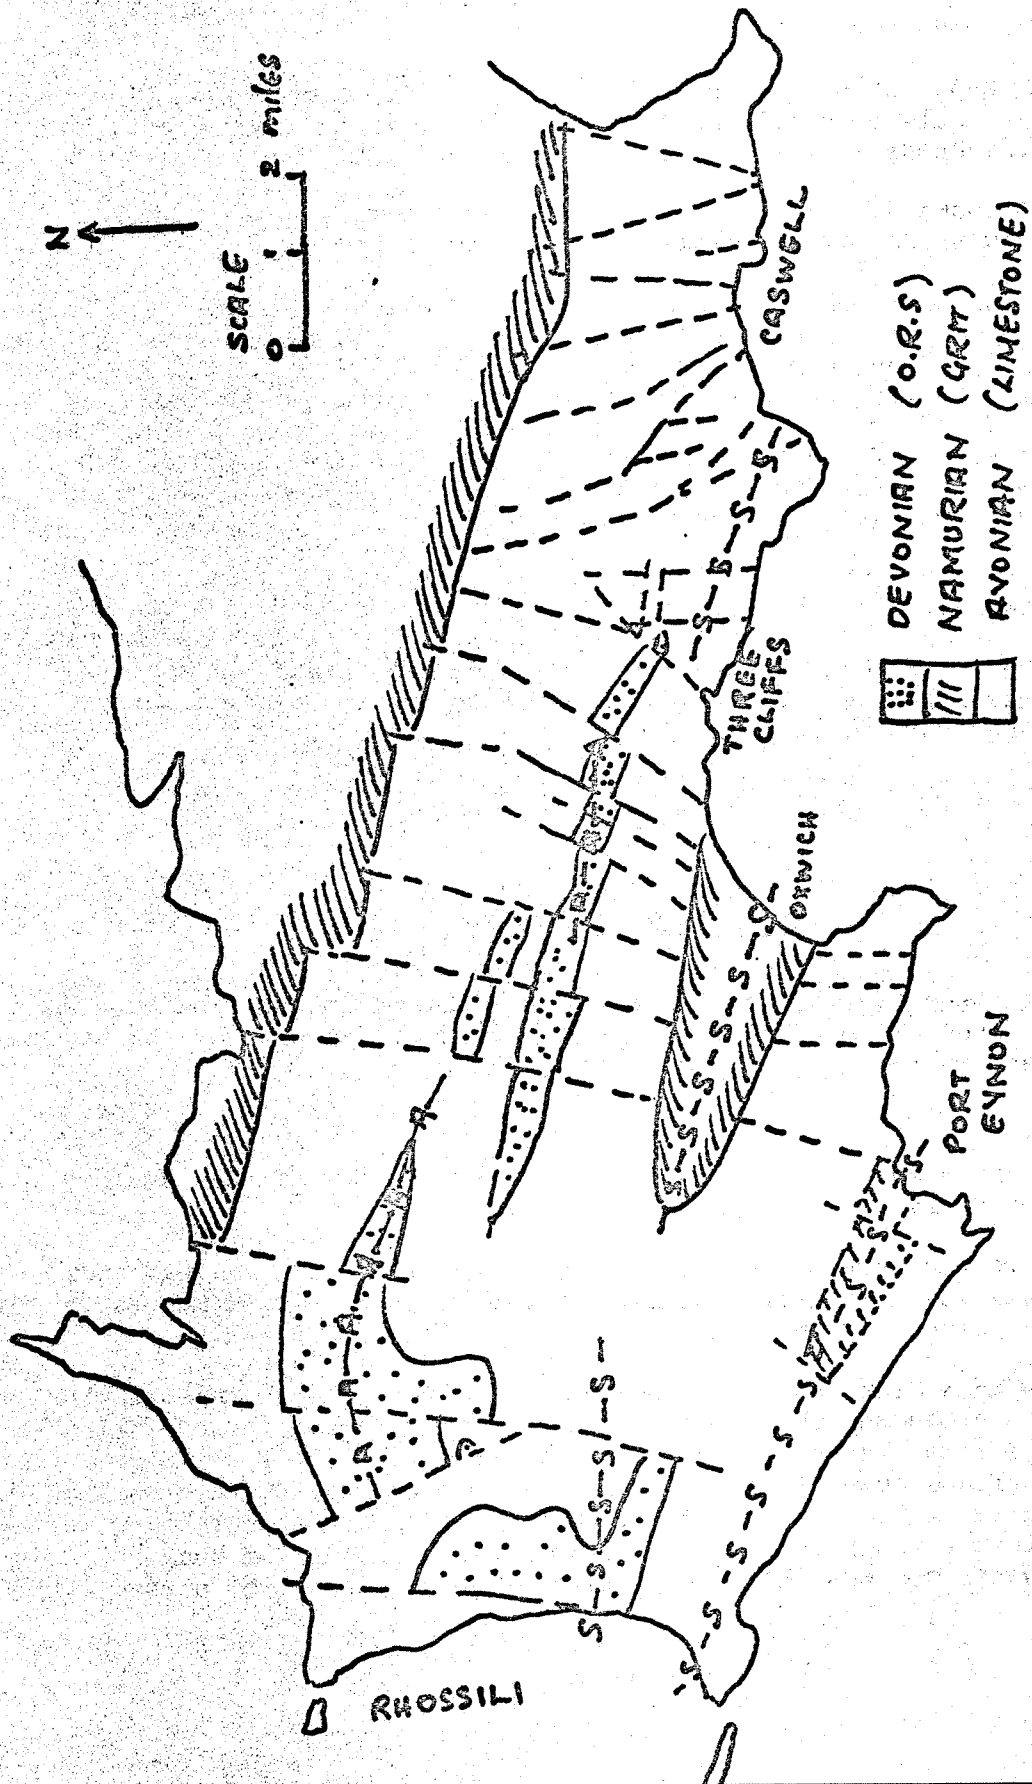 N
SCALE
0 1 2 miles
RHOSSILI
PORT
EYNON
OXWICH
THREE
CLIFFS
CASWELL
DEVONIAN (O.R.S)
NAMURIAN (GRIT)
AVONIAN (LIMESTONE)
S S S S S
S S S S S S S S
S S S S S
S S S S
A A A A A
A